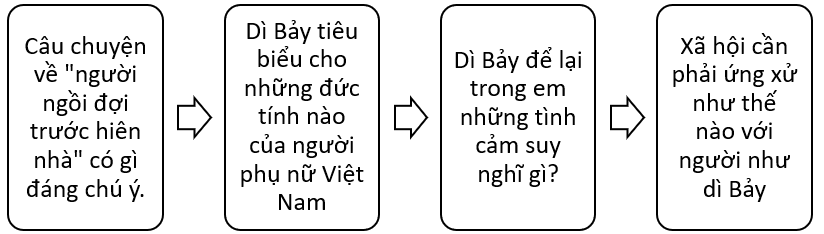 Câu chuyện
về "người
ngồi đợi
trước hiên
nhà" có gì
đáng chú ý.
Dì Bảy tiêu
biểu cho
những đức
tính nào
của người
phụ nữ Việt
Nam
Dì Bảy để lại
trong em
những tình
cảm suy
nghĩ gì?
Xã hội cần
phải ứng xử
như thế
nào với
người như
dì Bảy